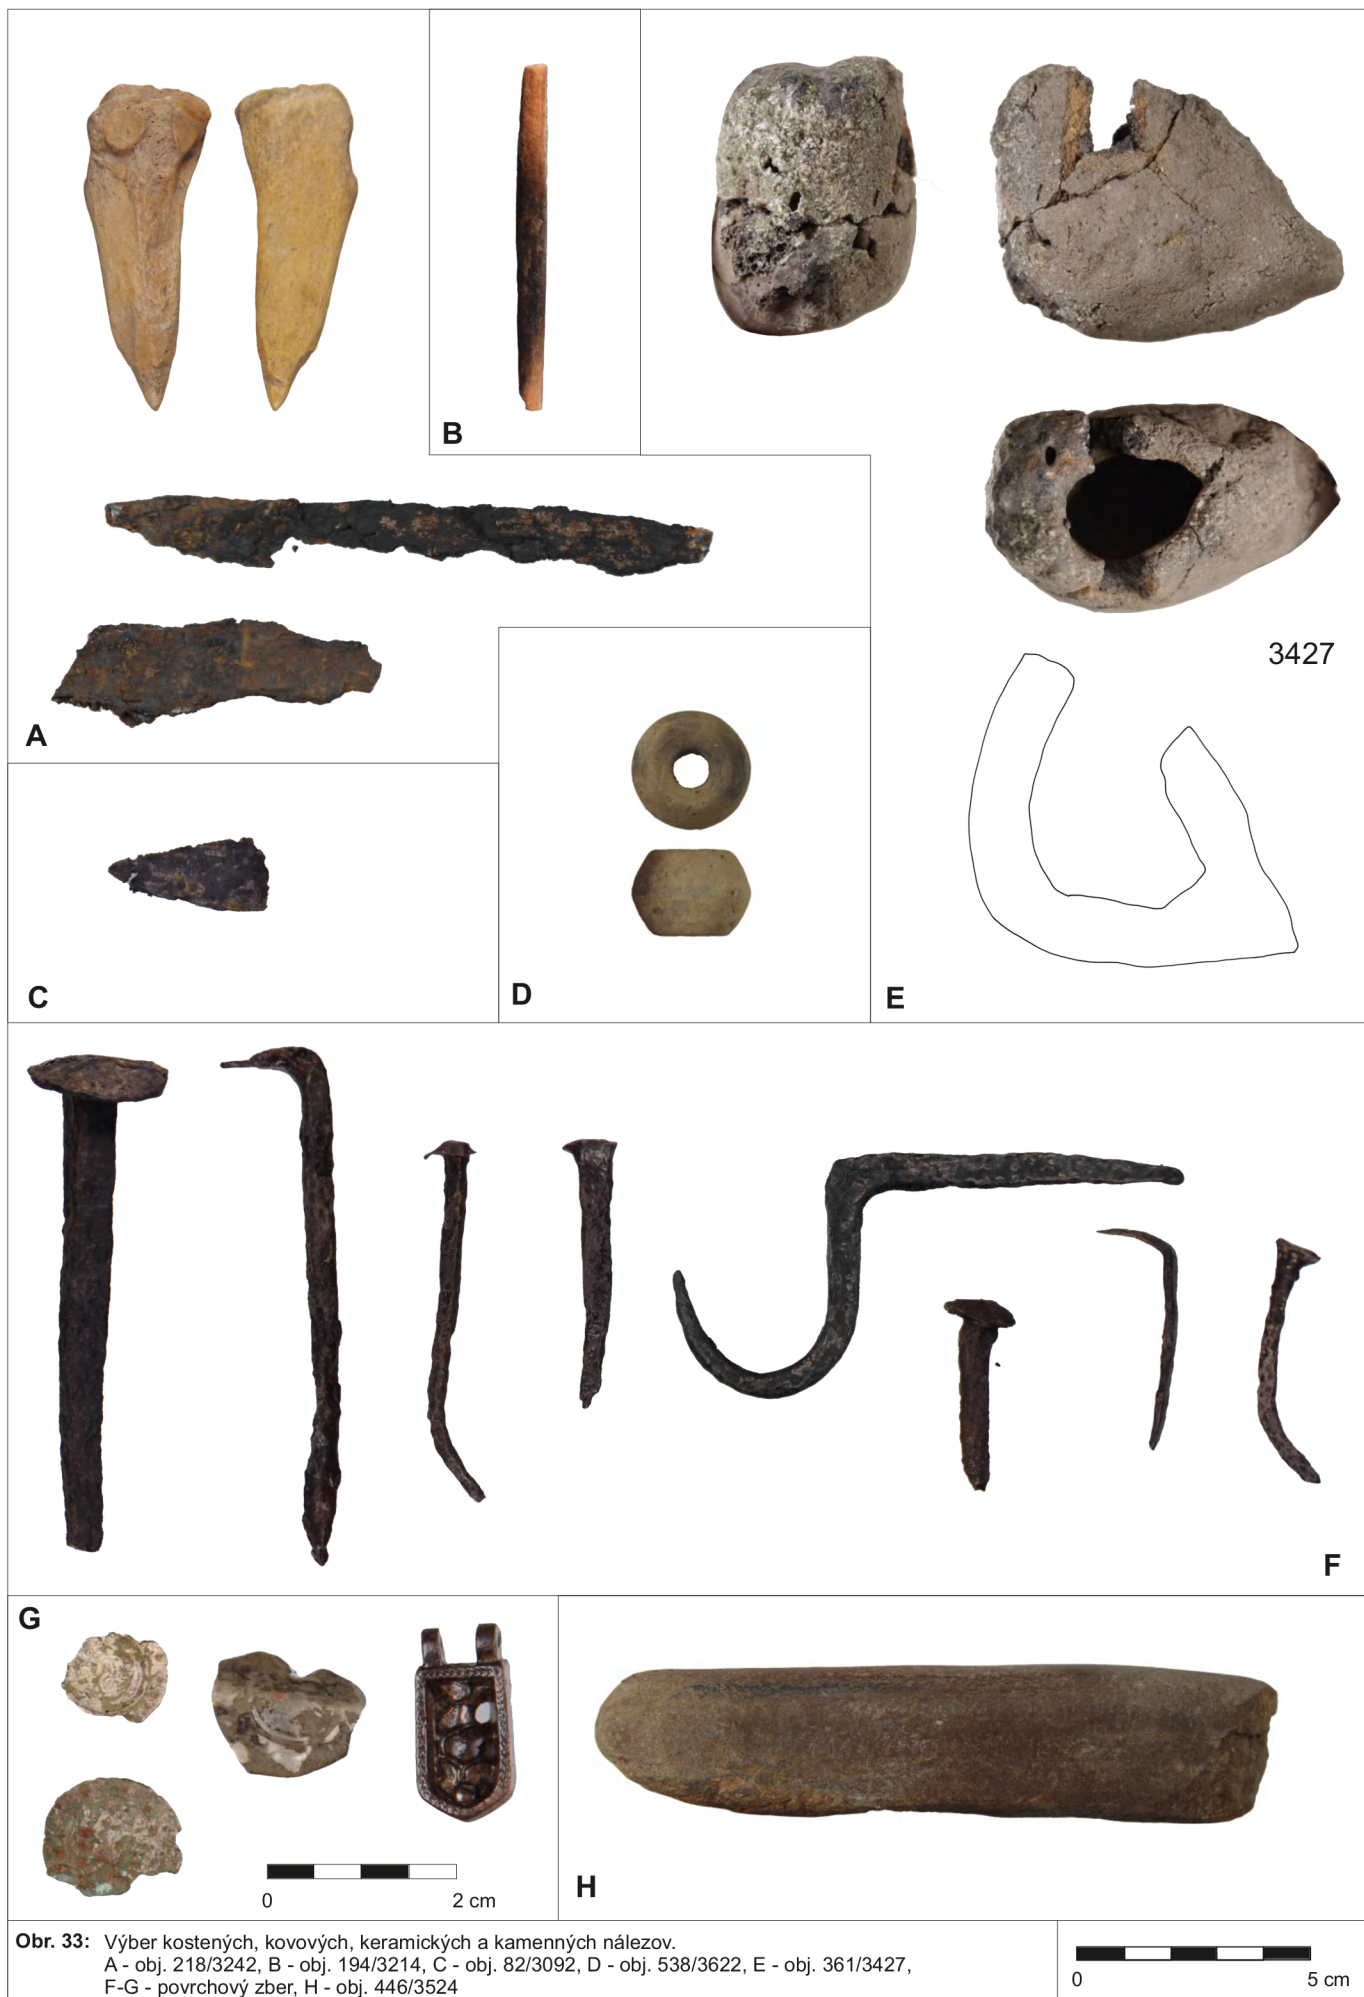 B
3427
A
D
C
E
F
G
0 2 cm
H
Obr. 33: Výber kostených, kovových, keramických a kamenných nálezov.
A - obj. 218/3242, B - obj. 194/3214, C - obj. 82/3092, D - obj. 538/3622, E - obj. 361/3427,
F-G - povrchový zber, H - obj. 446/3524
0 5 cm